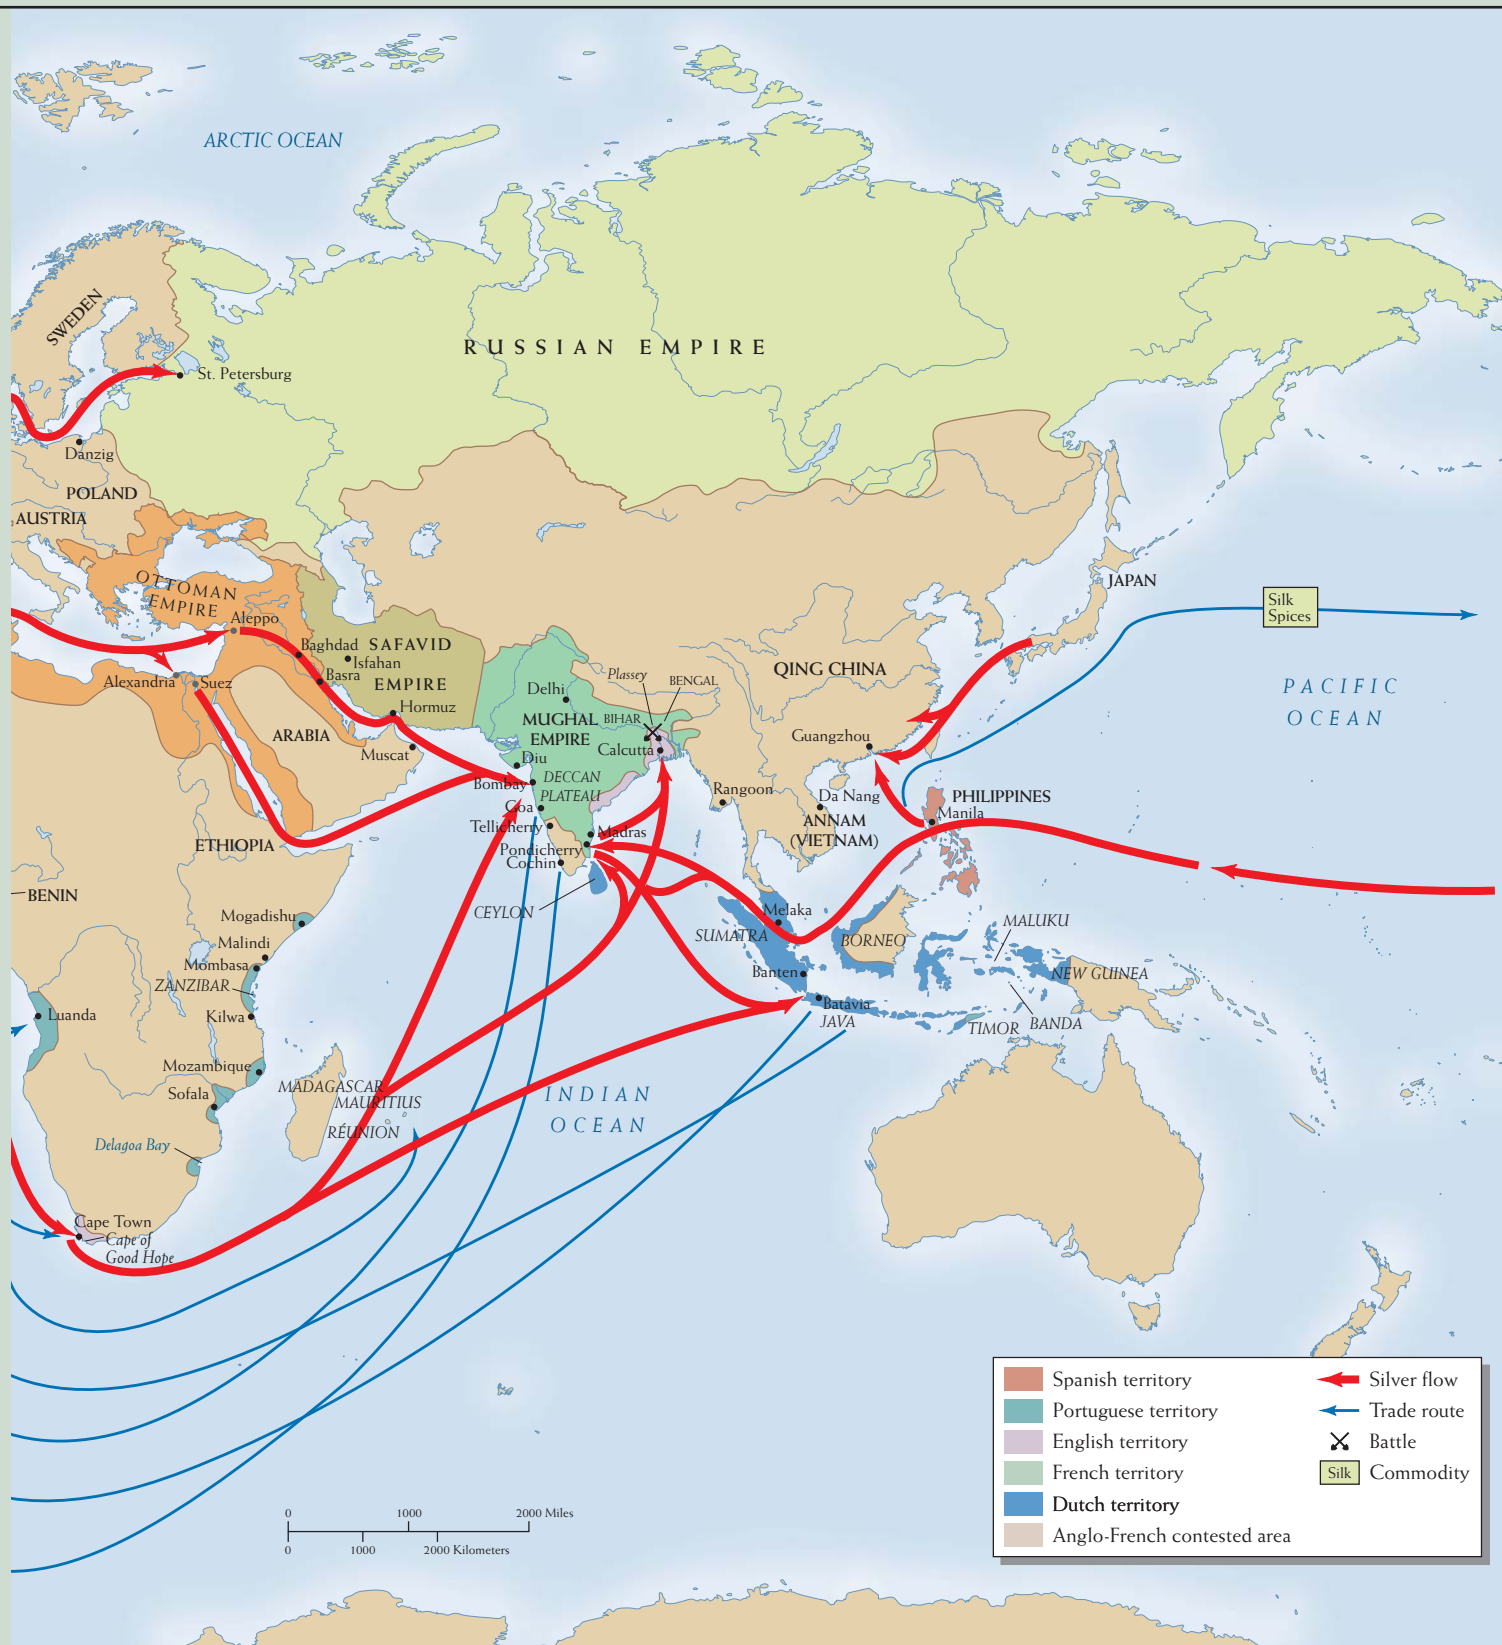 ARCTIC OCEAN
SWEDEN
RUSSIAN EMPIRE
St. Petersburg
Danzig
POLAND
AUSTRIA
OTTOMAN
EMPIRE
JAPAN
Silk
Spices
Aleppo
Baghdad
SAFAVID
EMPIRE
Isfahan
Basra
Alexandria
Suez
Hormuz
ARABIA
Muscat
Delhi
Plassey
BENGAL
MUGHAL
EMPIRE
BIHAR
Calcutta
QING CHINA
Guangzhou
PACIFIC
OCEAN
Diu
Bombay
DECCAN
PLATEAU
Goa
Tellicherry
Madras
Pondicherry
Cochin
Rangoon
Da Nang
ANNAM
(VIETNAM)
PHILIPPINES
Manila
ETHIOPIA
BENIN
CEYLON
Mogadishu
Malindi
Mombasa
ZANZIBAR
Kilwa
Luanda
Melaka
SUMATRA
BORNEO
MALUKU
Banten
NEW GUINEA
Batavia
JAVA
TIMOR
BANDA
Mozambique
Sofala
MADAGASCAR
MAURITIUS
RÉUNION
INDIAN
OCEAN
Delagoa Bay
Cape Town
Cape of
Good Hope
Spanish territory
Portuguese territory
English territory
French territory
Dutch territory
Anglo-French contested area
Silver flow
Trade route
Battle
Silk
Commodity
0 1000 2000 Miles
0 1000 2000 Kilometers